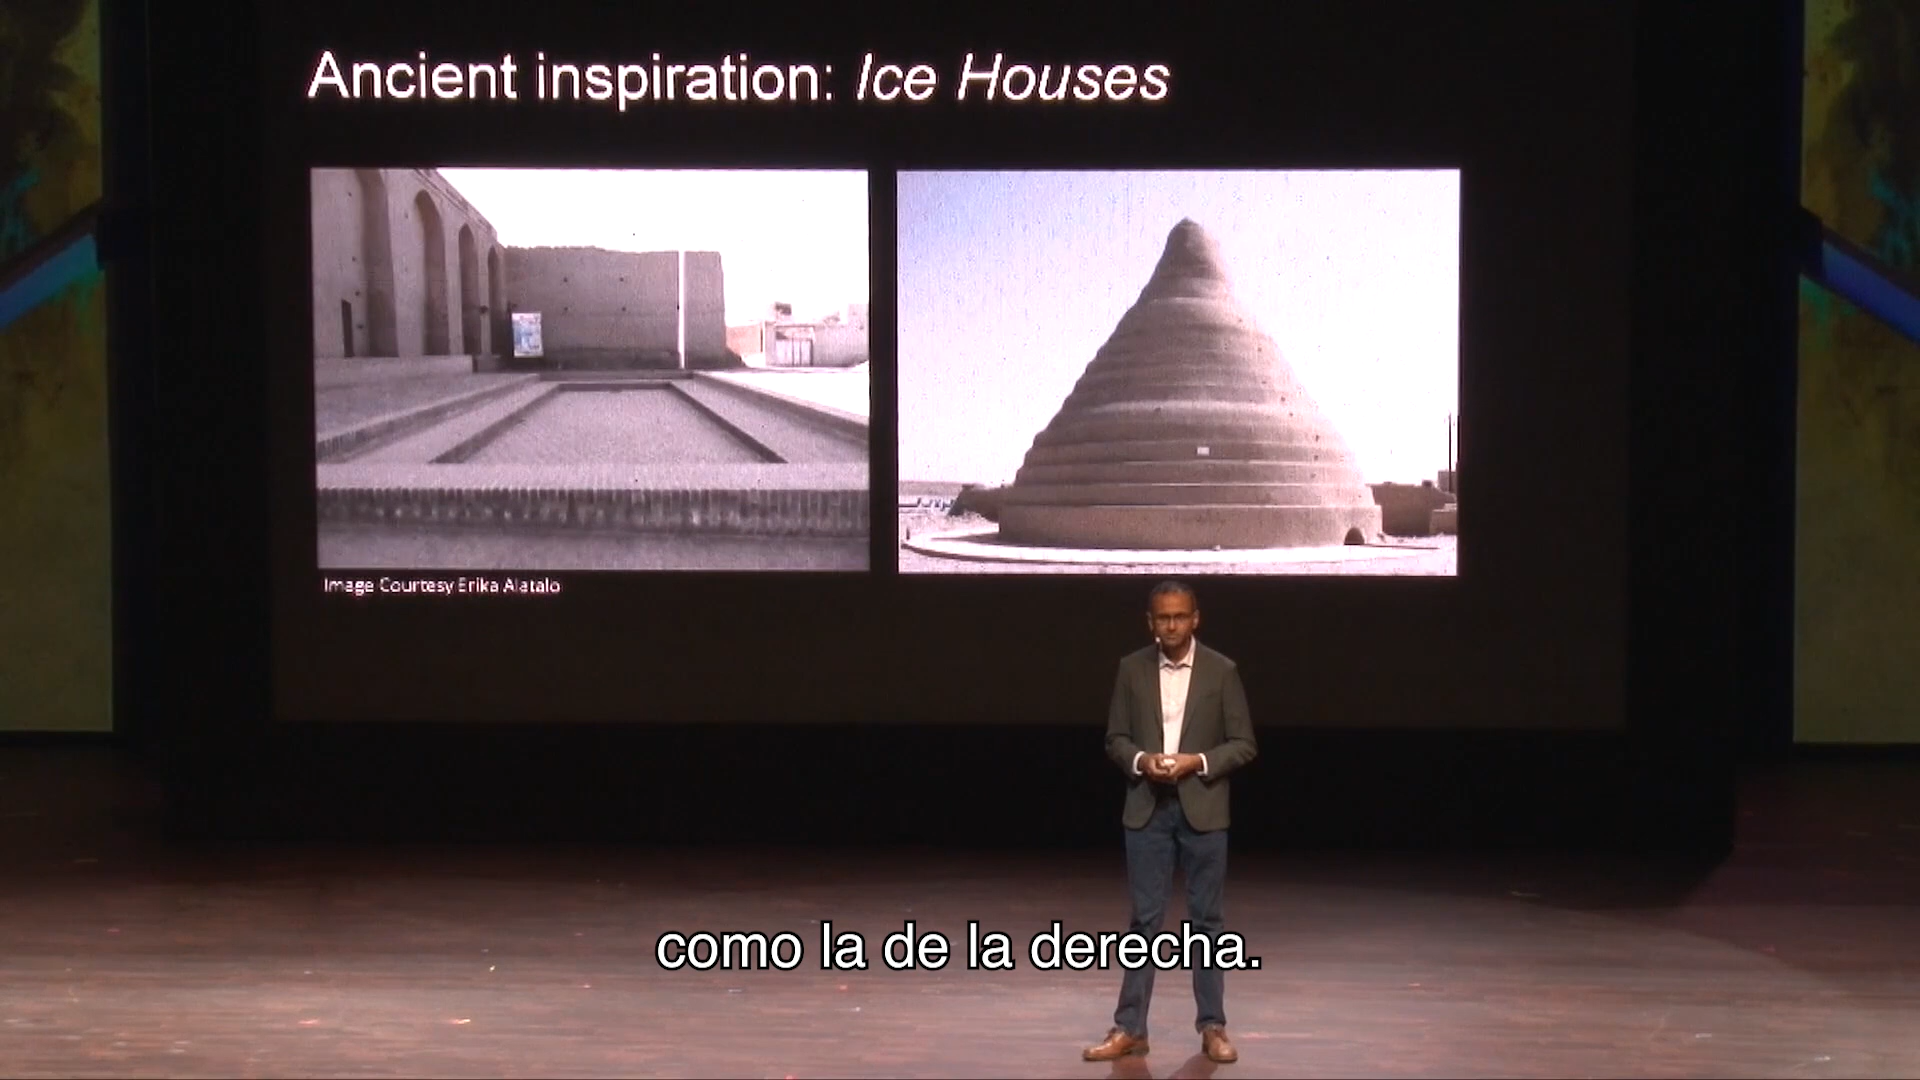 Ancient inspiration: Ice Houses
Image Courtesy Erika Alatalo
como la de la derecha.